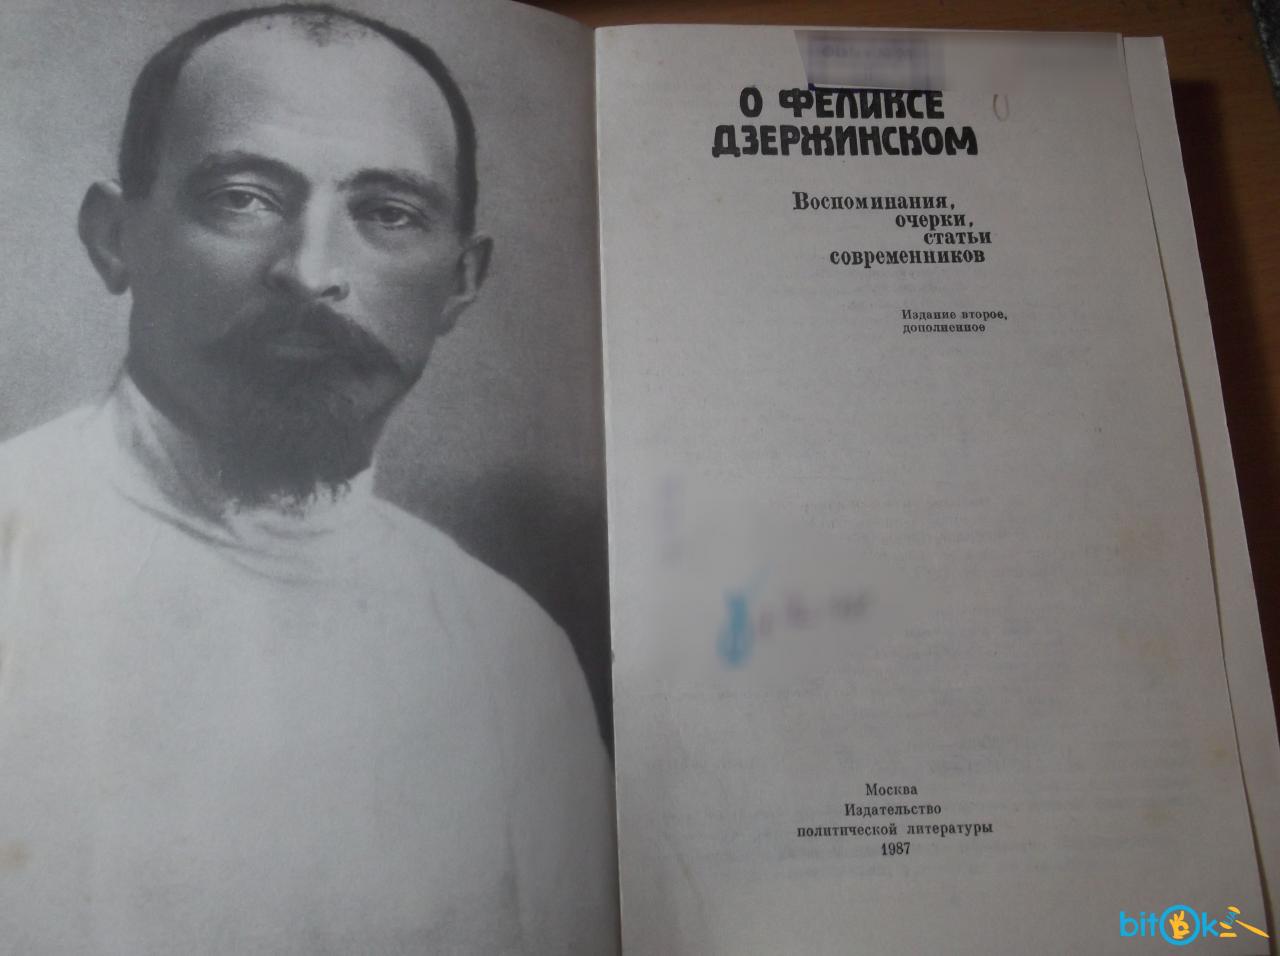 О ФЕЛИКСЕ
ДЗЕРЖИНСКОМ
Воспоминания,
очерки,
статьи
современников
Издание второе,
дополненное
Москва
Издательство
политической литературы
1987
bitok